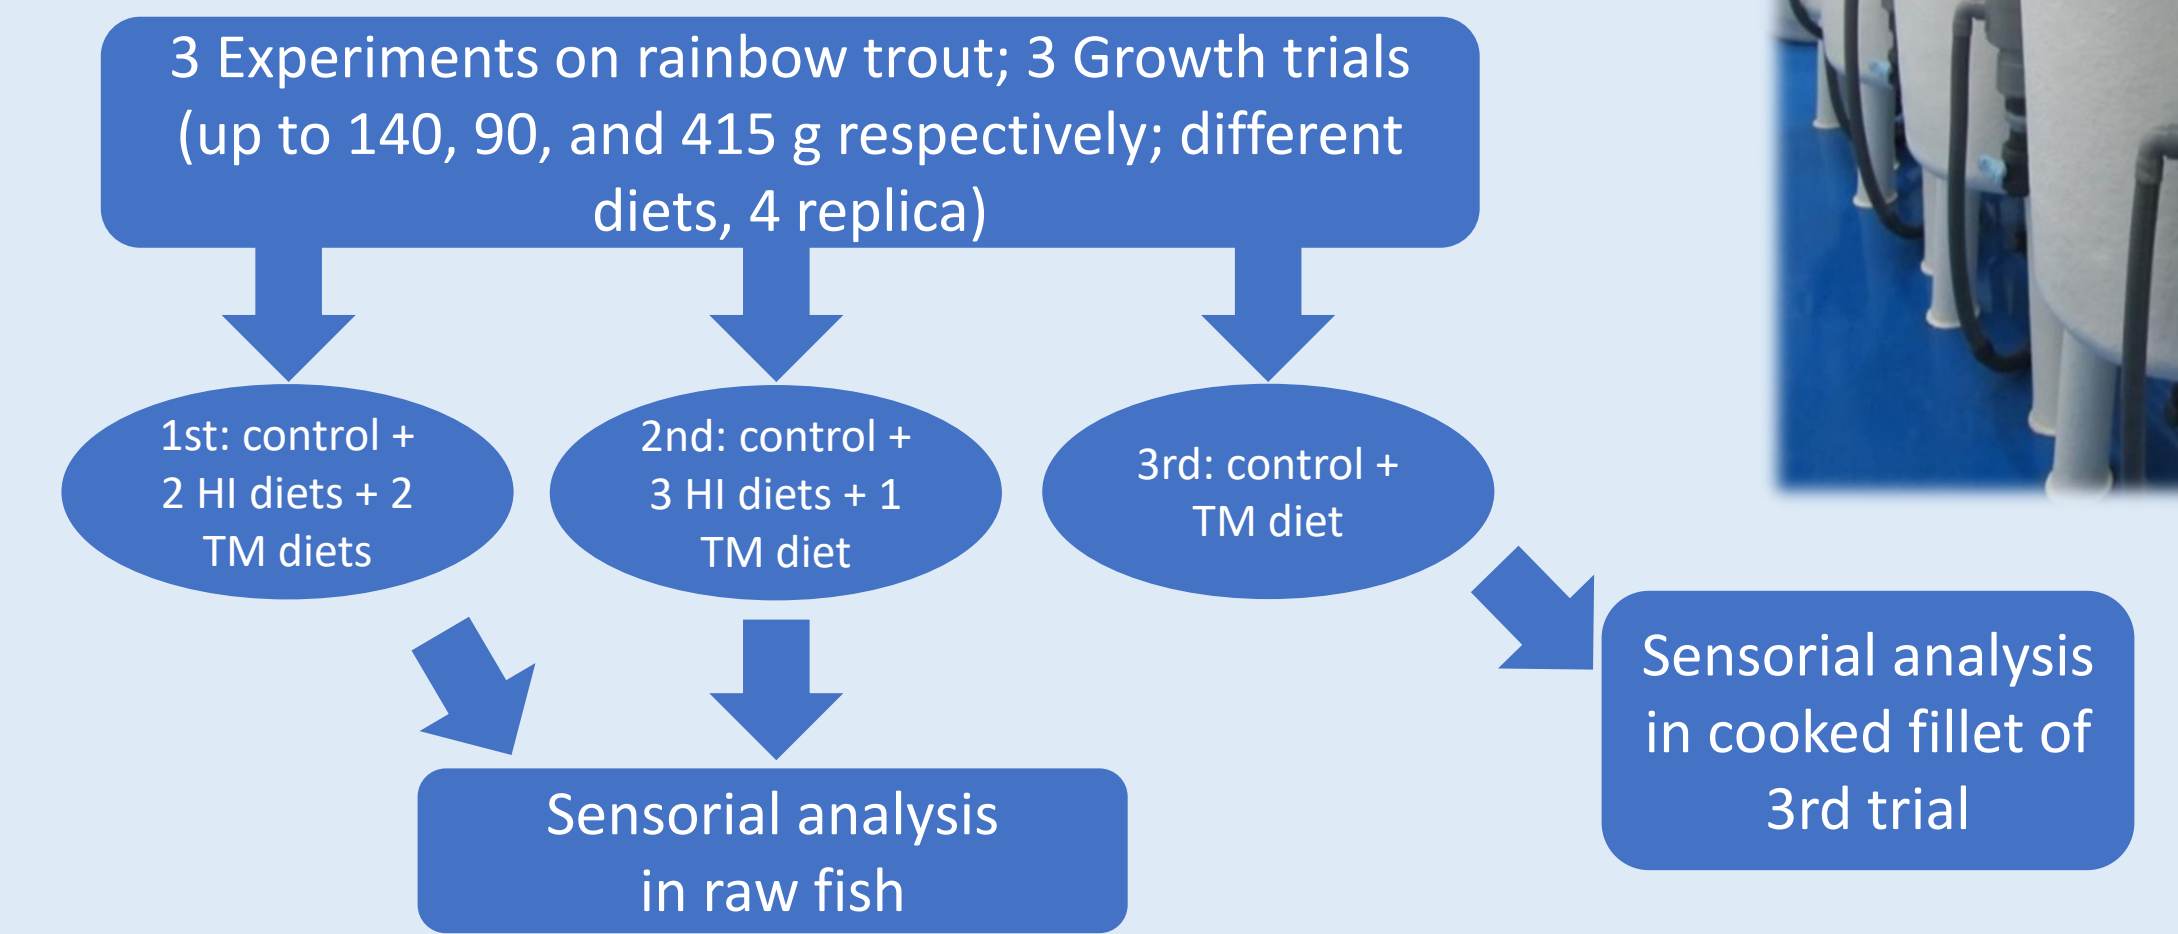 3 Experiments on rainbow trout; 3 Growth trials
(up to 140, 90, and 415 g respectively; different
diets, 4 replica)
1st: control +
2 HI diets + 2
TM diets
2nd: control +
3 HI diets + 1
TM diet
3rd: control +
TM diet
Sensorial analysis
in raw fish
Sensorial analysis
in cooked fillet of
3rd trial